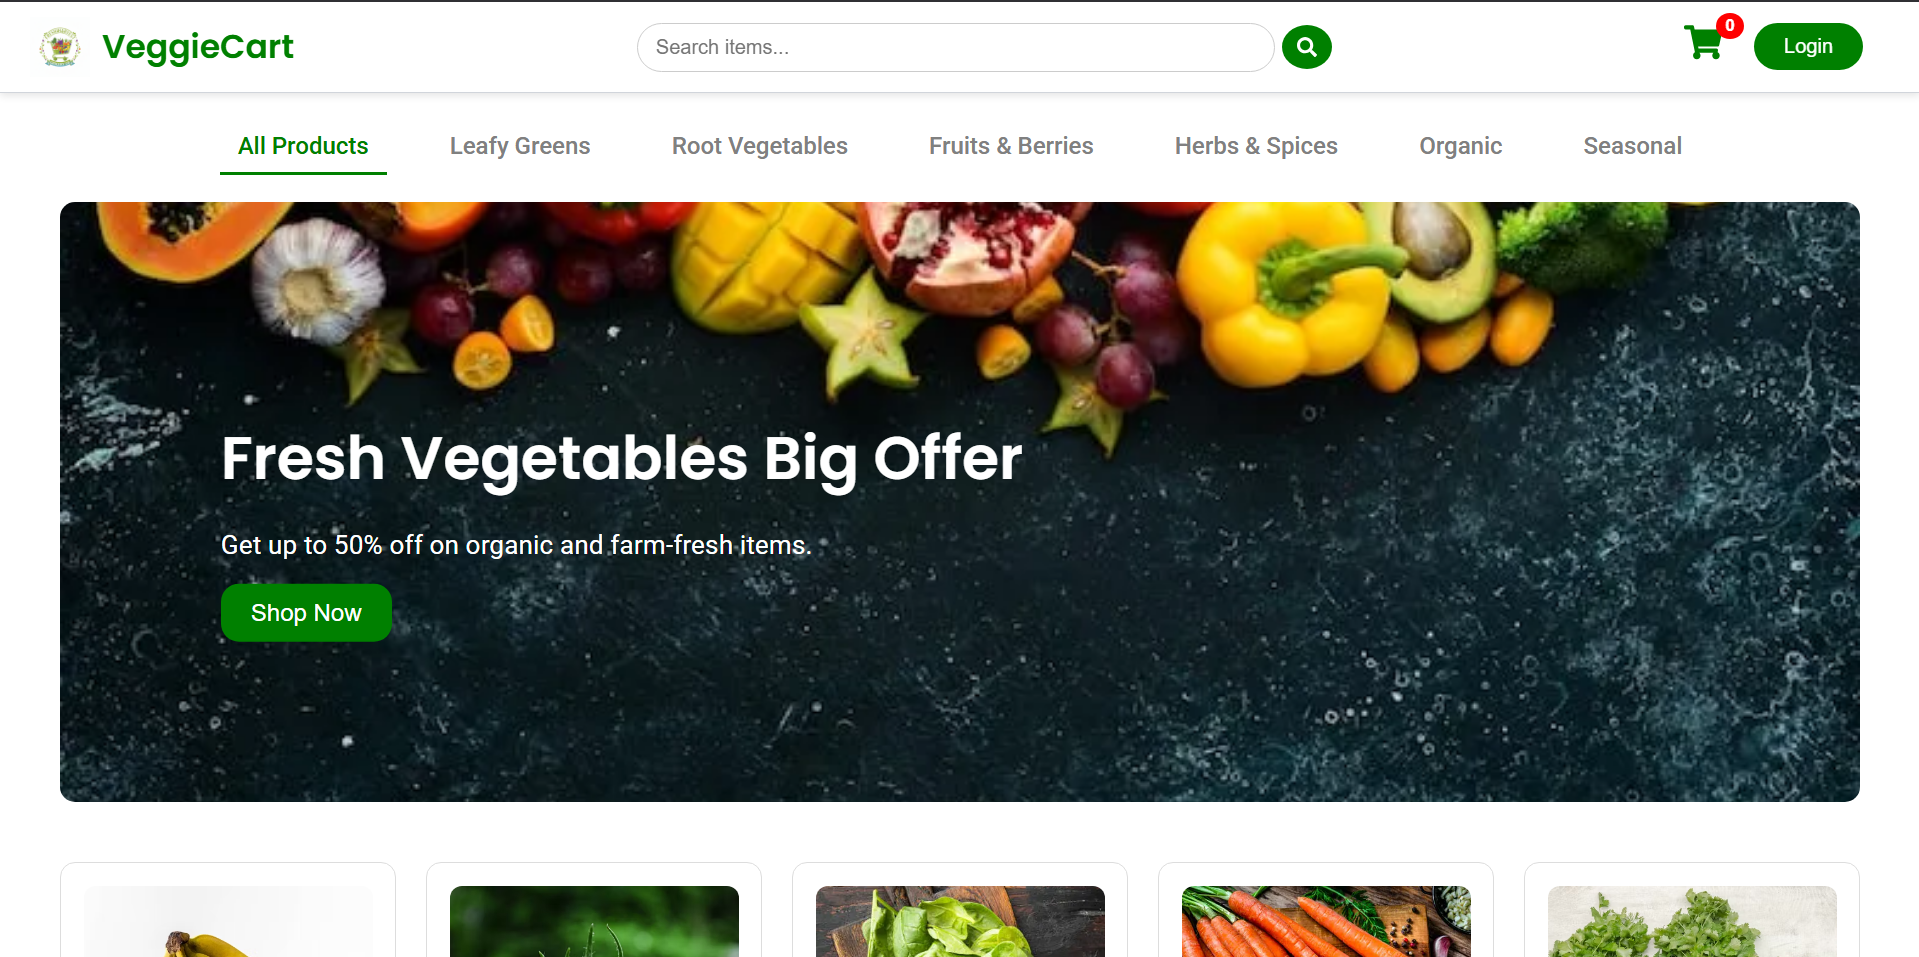 VeggieCart
Search items...
0
Login
All Products
Leafy Greens
Root Vegetables
Fruits & Berries
Herbs & Spices
Organic
Seasonal
Fresh Vegetables Big Offer
Get up to 50% off on organic and farm-fresh items.
Shop Now